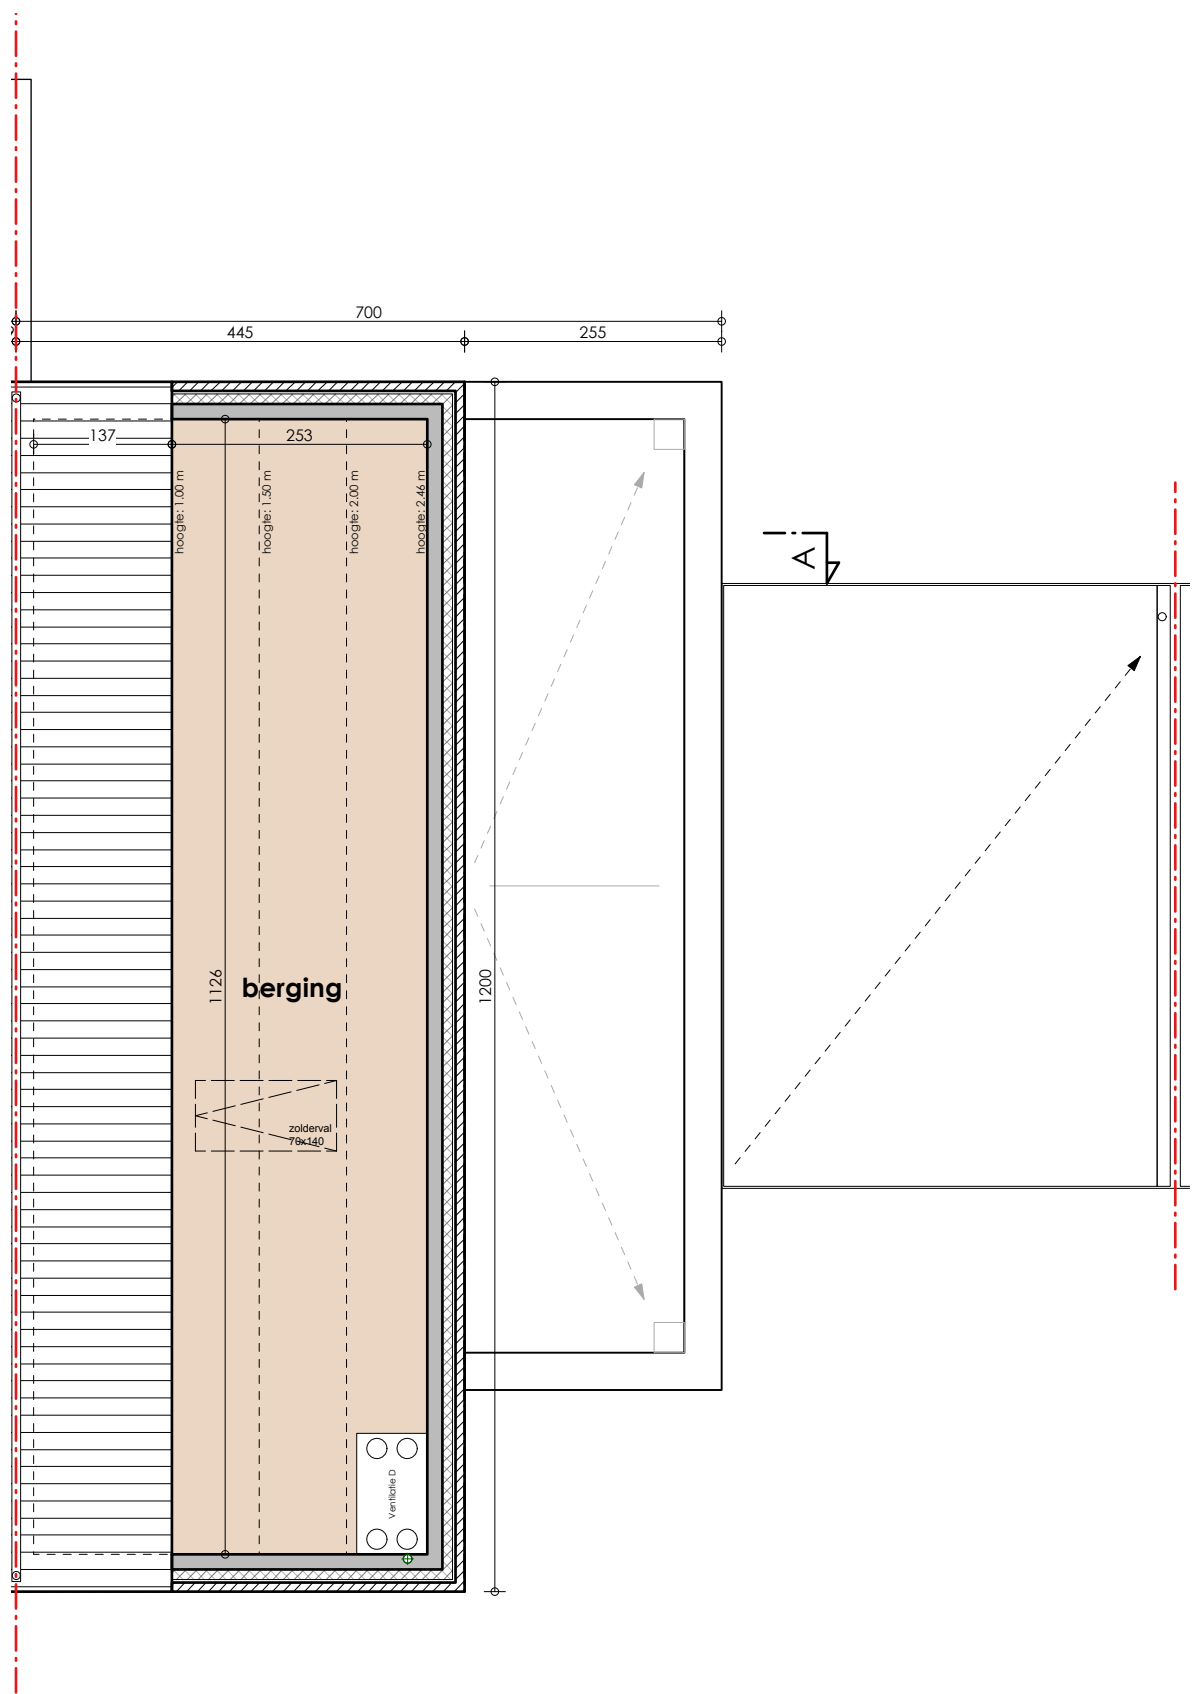 700
445
255
137
253
hoogte: 1.00 m
hoogte: 1.50 m
hoogte: 2.00 m
hoogte: 2.46 m
A
1126
berging
1200
zolderval
70x140
Ventilatie D